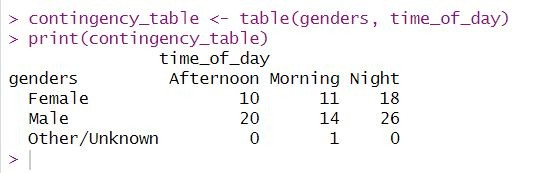 > contingency_table <- table(genders, time_of_day)
> print(contingency_table)
               time_of_day
genders         Afternoon Morning Night
  Female               10      11    18
  Male                 20      14    26
  Other/Unknown         0       1     0
>